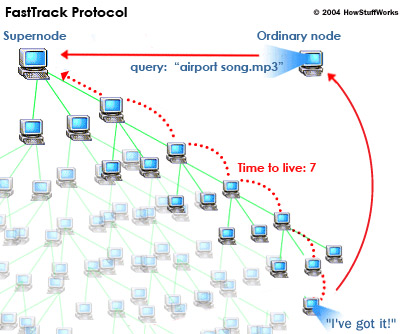 FastTrack Protocol
© 2004 HowStuffWorks
Supernode
Ordinary node
query: “airport song.mp3”
Time to live: 7
"I've got it!"